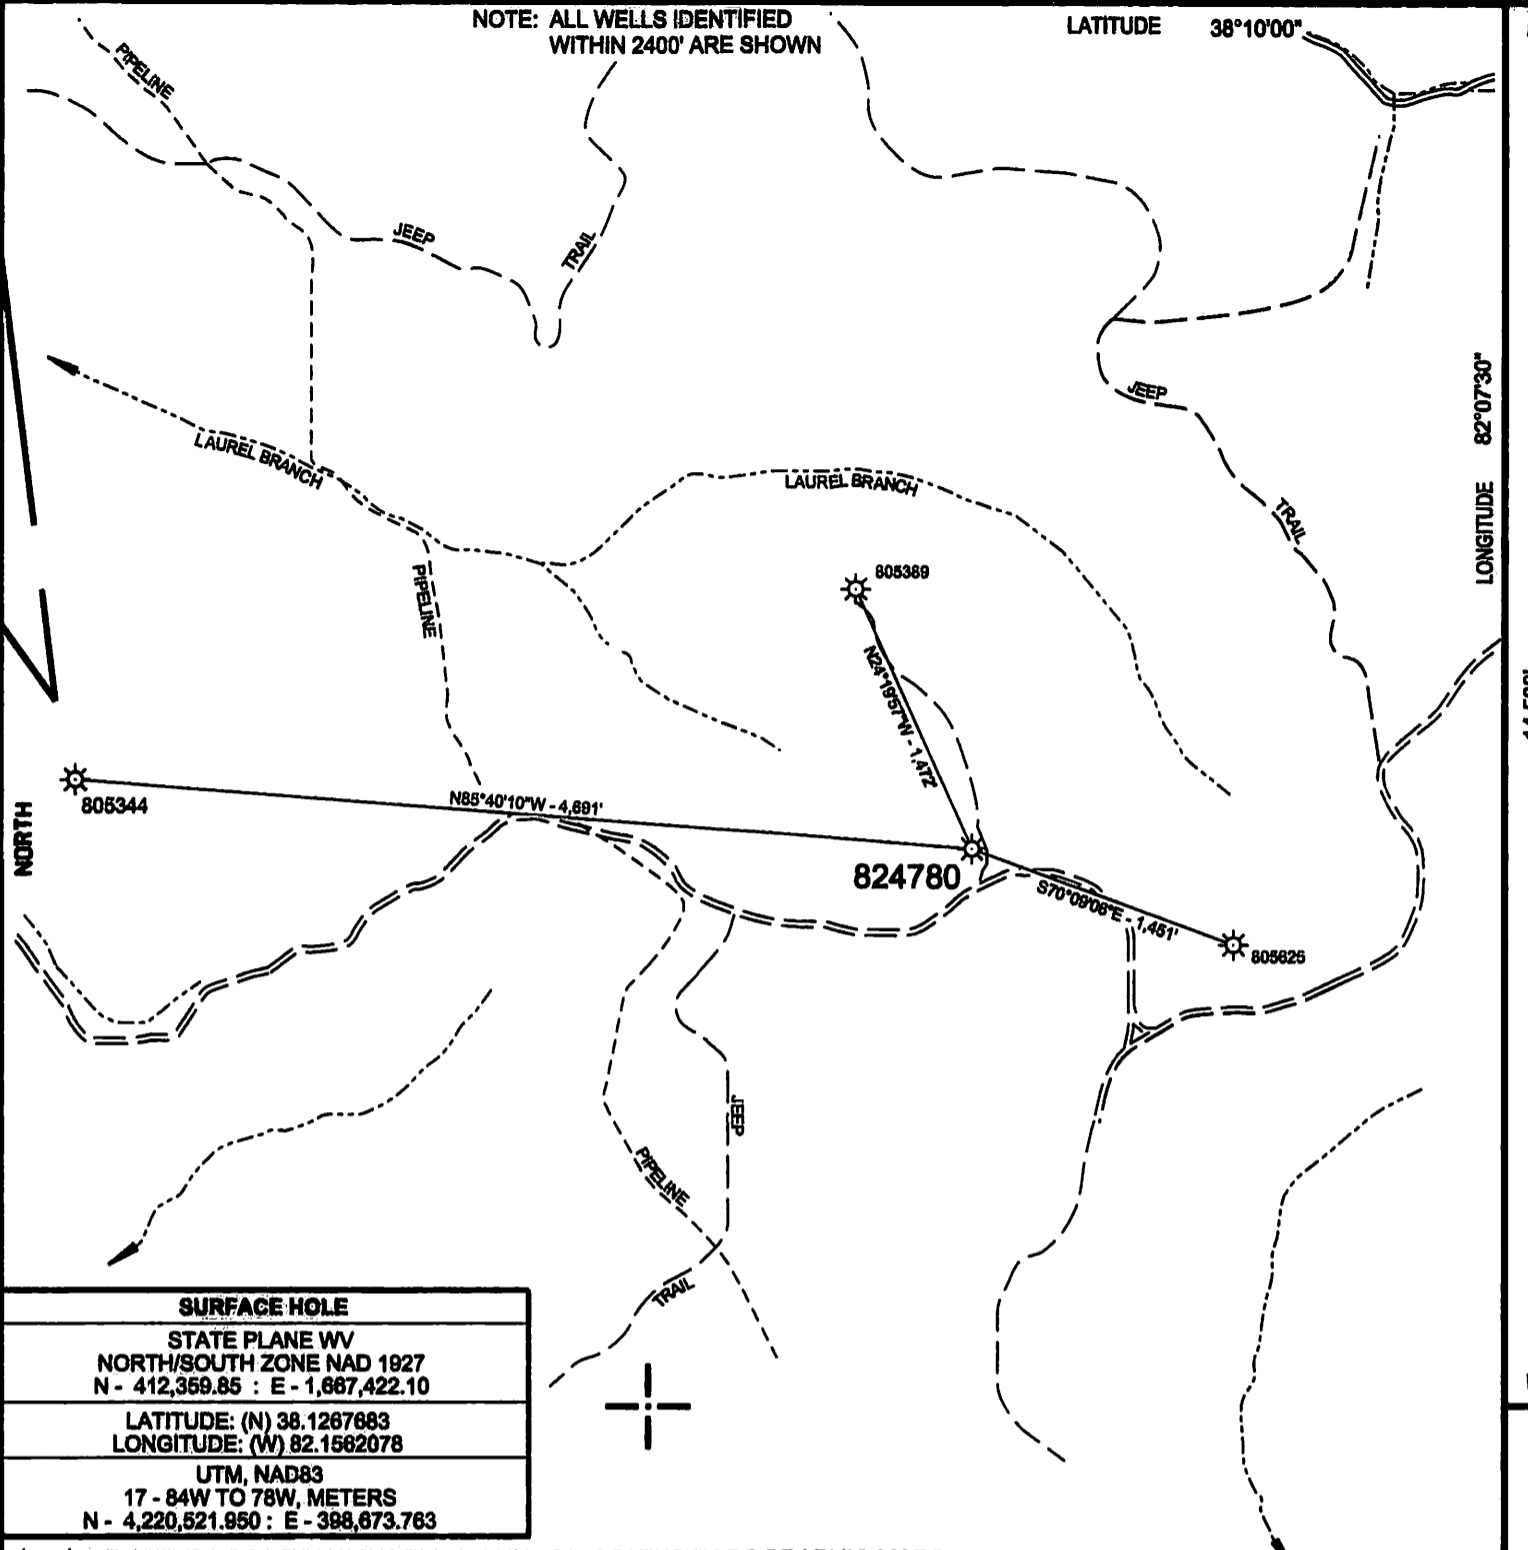 NOTE: ALL WELLS IDENTIFIED
WITHIN 2400' ARE SHOWN
LATITUDE 38°10'00"
PIPELINE
JEEP
TRAIL
LONGITUDE 82°07'30"
JEEP
TRAIL
LAUREL BRANCH
LAUREL BRANCH
PIPELINE
805389
N24°19'57"W - 1,472'
805344
N85°40'10"W - 4,691'
NORTH
824780
S70°09'08"E - 1,451'
805625
JEEP
PIPELINE
TRAIL
SURFACE HOLE
STATE PLANE WV
NORTH/SOUTH ZONE NAD 1927
N - 412,359.85 : E - 1,667,422.10
LATITUDE: (N) 38.1267683
LONGITUDE: (W) 82.1562078
UTM, NAD83
17 - 84W TO 78W, METERS
N - 4,220,521.950 : E - 398,673.763